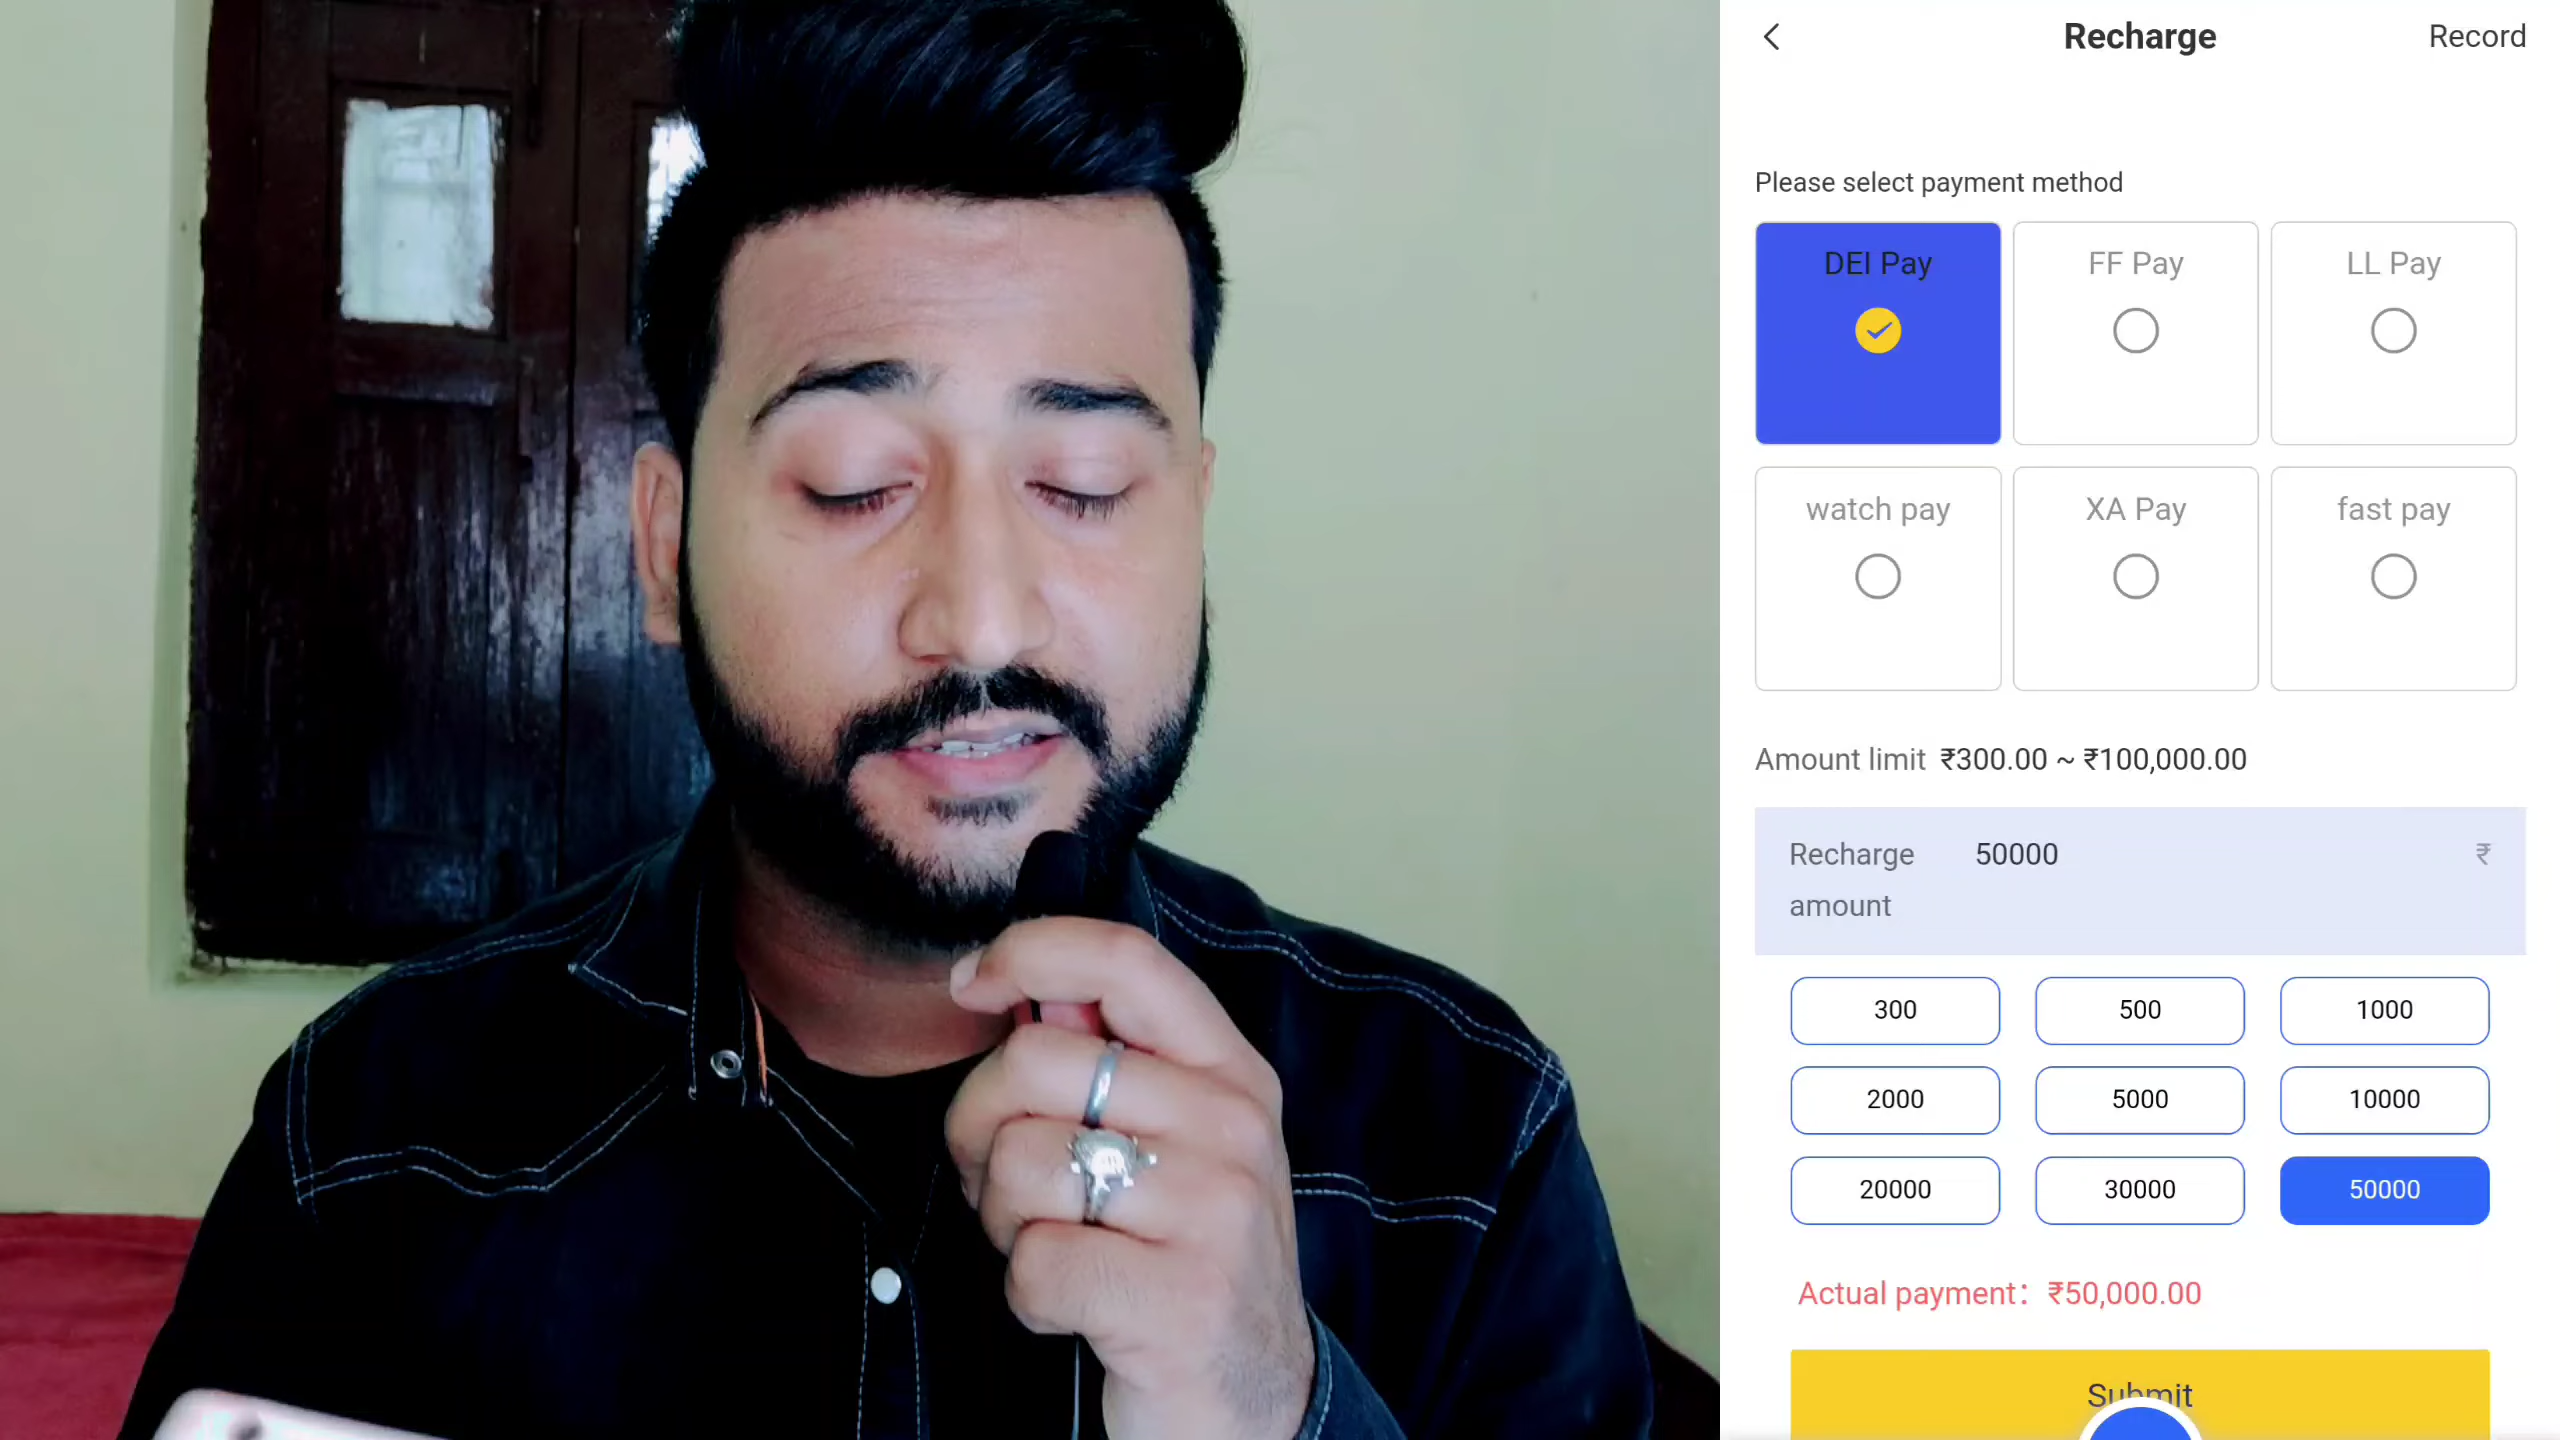 Recharge
Record
Please select payment method
DEI Pay
FF Pay
LL Pay
watch pay
XA Pay
fast pay
Amount limit ₹300.00 ~ ₹100,000.00
Recharge amount
50000
₹
300
500
1000
2000
5000
10000
20000
30000
50000
Actual payment: ₹50,000.00
Submit